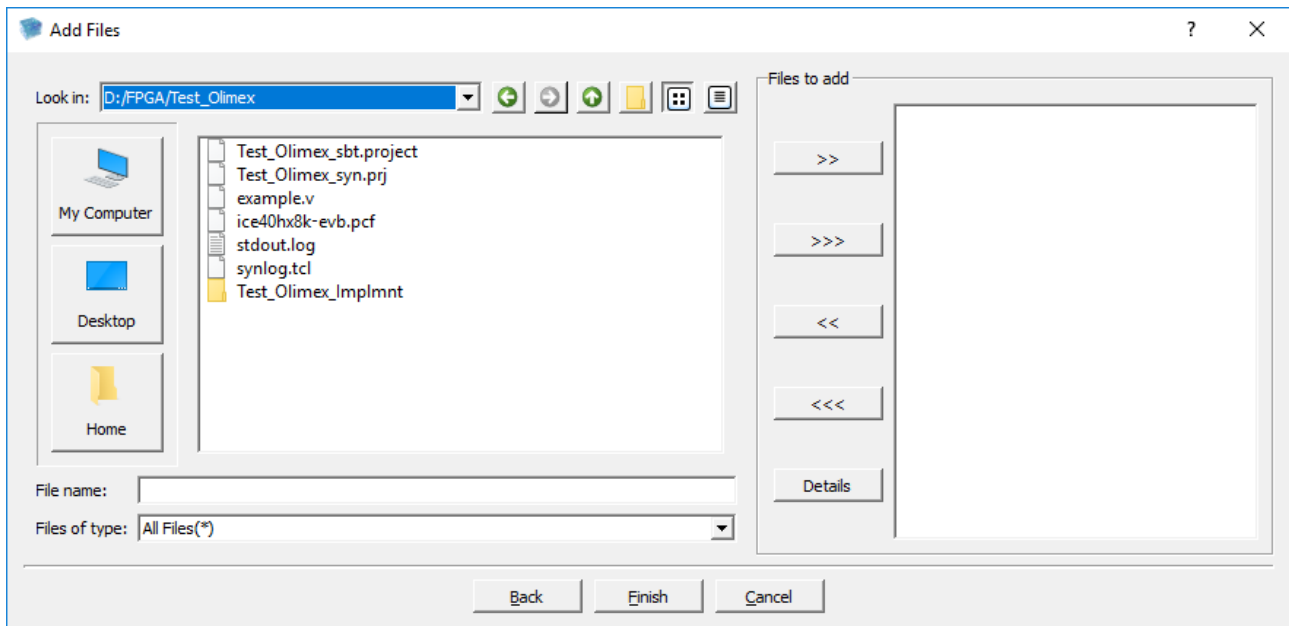 Add Files
?
Look in: D:/FPGA/Test_Olimex
My Computer
Desktop
Home
Test_Olimex_sbt.project
Test_Olimex_syn.prj
example.v
ice40hx8k-evb.pcf
stdout.log
synlog.tcl
Test_Olimex_Implmnt
File name:
Files of type: All Files(*)
Files to add
>>
>>>
<<
<<<
Details
Back
Finish
Cancel